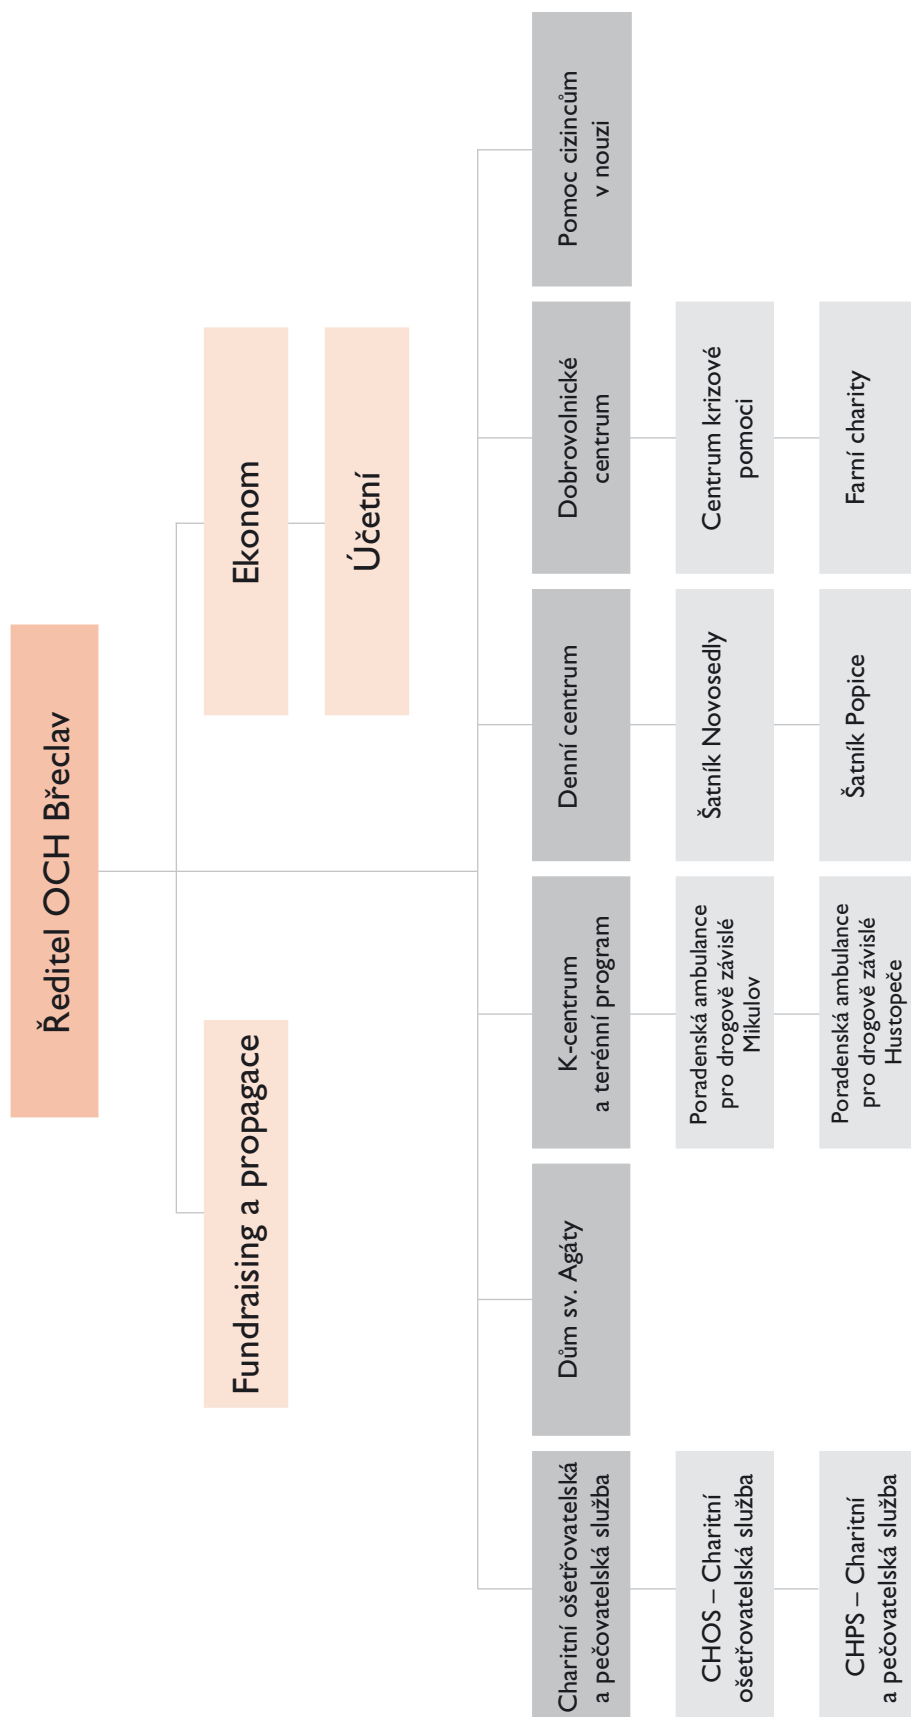 Ředitel OCH Břeclav
Fundraising a propagace
Ekonom
Účetní
Charitní ošetřovatelská
a pečovatelská služba
Dům sv. Agáty
K-centrum
a terénní program
Denní centrum
Dobrovolnické
centrum
Pomoc cizincům
v nouzi
CHOS – Charitní
ošetřovatelská služba
Poradenská ambulance
pro drogově závislé
Mikulov
Šatník Novosedly
Centrum krizové
pomoci
CHPS – Charitní
a pečovatelská služba
Poradenská ambulance
pro drogově závislé
Hustopeče
Šatník Popice
Farní charity